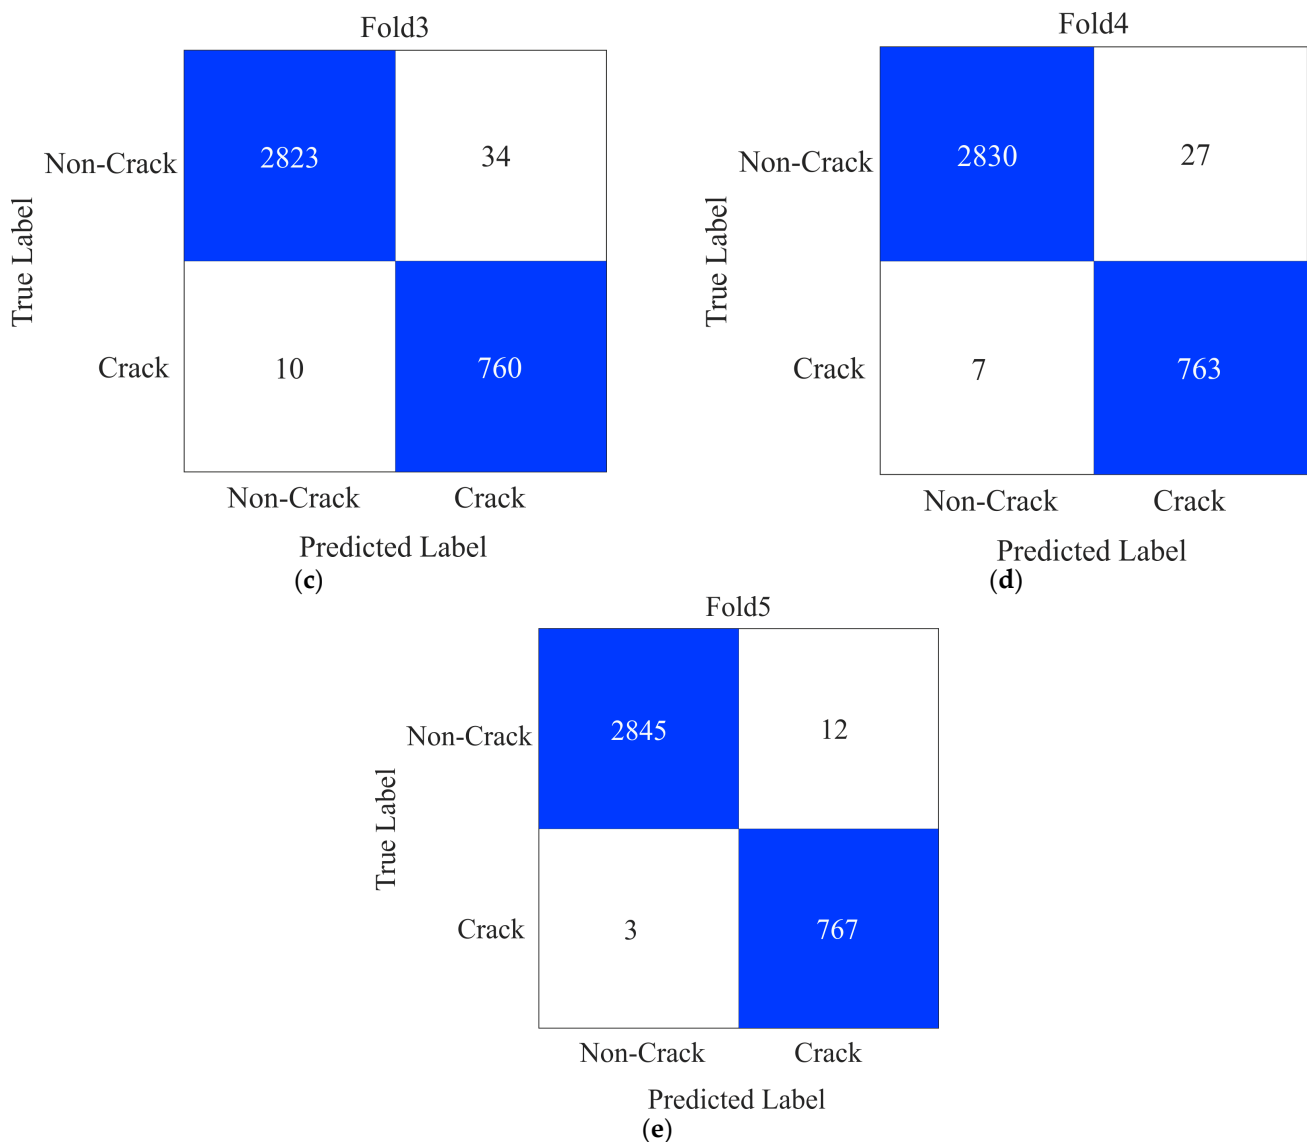 Fold3
Non-Crack
2823
34
True Label
Crack
10
760
Non-Crack
Crack
Predicted Label
(c)
Fold4
Non-Crack
2830
27
True Label
Crack
7
763
Non-Crack
Crack
Predicted Label
(d)
Fold5
Non-Crack
2845
12
True Label
Crack
3
767
Non-Crack
Crack
Predicted Label
(e)